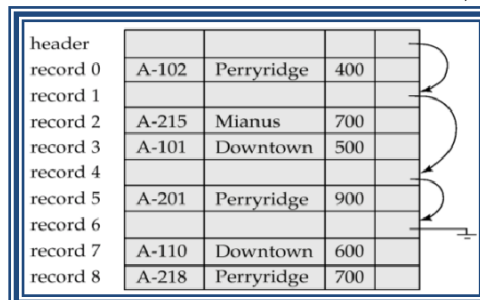 header
record 0 A-102 Perryridge 400
record 1
record 2 A-215 Mianus 700
record 3 A-101 Downtown 500
record 4
record 5 A-201 Perryridge 900
record 6
record 7 A-110 Downtown 600
record 8 A-218 Perryridge 700